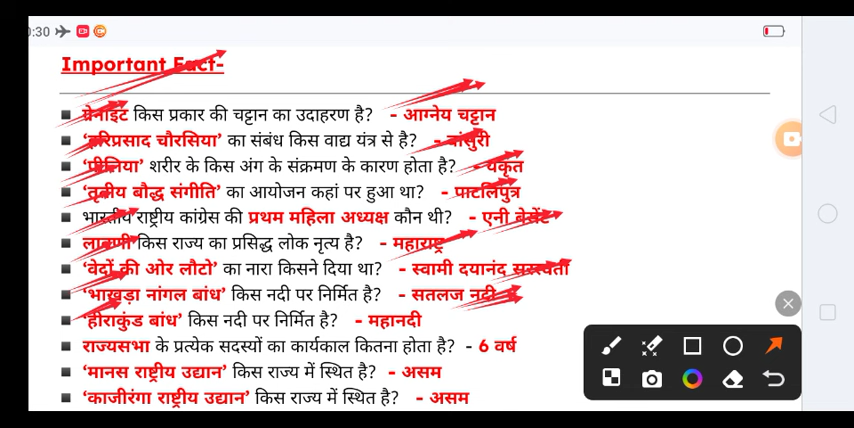 :30
Important Fact-
▪ ग्रेनाइट किस प्रकार की चट्टान का उदाहरण है? - आग्नेय चट्टान
▪ 'हरिप्रसाद चौरसिया' का संबंध किस वाद्य यंत्र से है? - बांसुरी
▪ 'पीलिया' शरीर के किस अंग के संक्रमण के कारण होता है? - यकृत
▪ 'तृतीय बौद्ध संगीति' का आयोजन कहां पर हुआ था? - पाटलिपुत्र
▪ भारतीय राष्ट्रीय कांग्रेस की प्रथम महिला अध्यक्ष कौन थी? - एनी बेसेंट
▪ लावणी किस राज्य का प्रसिद्ध लोक नृत्य है? - महाराष्ट्र
▪ 'वेदों की ओर लौटो' का नारा किसने दिया था? - स्वामी दयानंद सरस्वती
▪ 'भाखड़ा नांगल बांध' किस नदी पर निर्मित है? - सतलज नदी
▪ 'हीराकुंड बांध' किस नदी पर निर्मित है? - महानदी
▪ राज्यसभा के प्रत्येक सदस्यों का कार्यकाल कितना होता है? - 6 वर्ष
▪ 'मानस राष्ट्रीय उद्यान' किस राज्य में स्थित है? - असम
▪ 'काजीरंगा राष्ट्रीय उद्यान' किस राज्य में स्थित है? - असम